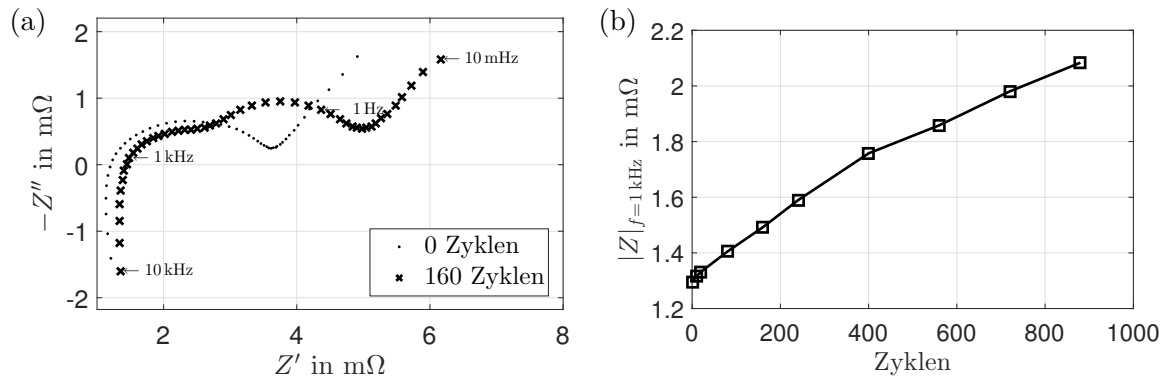 (a)
2
1
0
-1
-2
2
4
6
8
−Z″ in mΩ
Z′ in mΩ
←10 mHz
←1 Hz
←1 kHz
←10 kHz
0 Zyklen
160 Zyklen
(b)
2.2
2
1.8
1.6
1.4
1.2
0
200
400
600
800
1000
|Z|f=1 kHz in mΩ
Zyklen